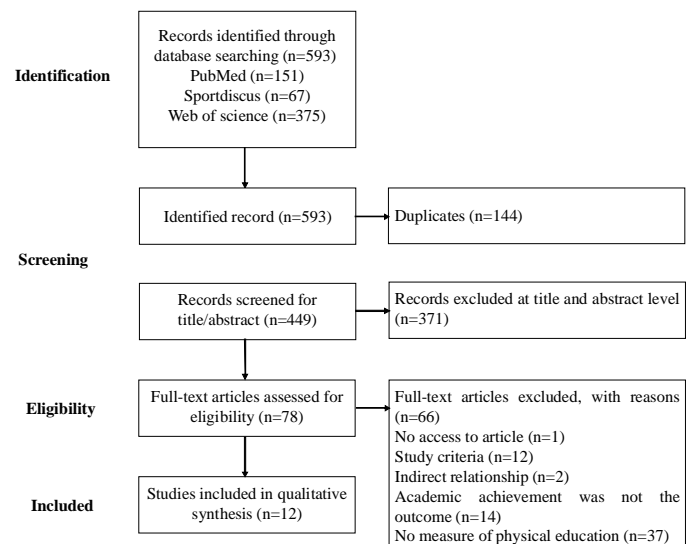 Records identified through
database searching (n=593)
PubMed (n=151)
Sportdiscus (n=67)
Web of science (n=375)
Identification
Identified record (n=593)
Duplicates (n=144)
Screening
Records screened for
title/abstract (n=449)
Records excluded at title and abstract level
(n=371)
Eligibility
Full-text articles assessed for
eligibility (n=78)
Full-text articles excluded, with reasons
(n=66)
No access to article (n=1)
Study criteria (n=12)
Indirect relationship (n=2)
Academic achievement was not the
outcome (n=14)
No measure of physical education (n=37)
Included
Studies included in qualitative
synthesis (n=12)